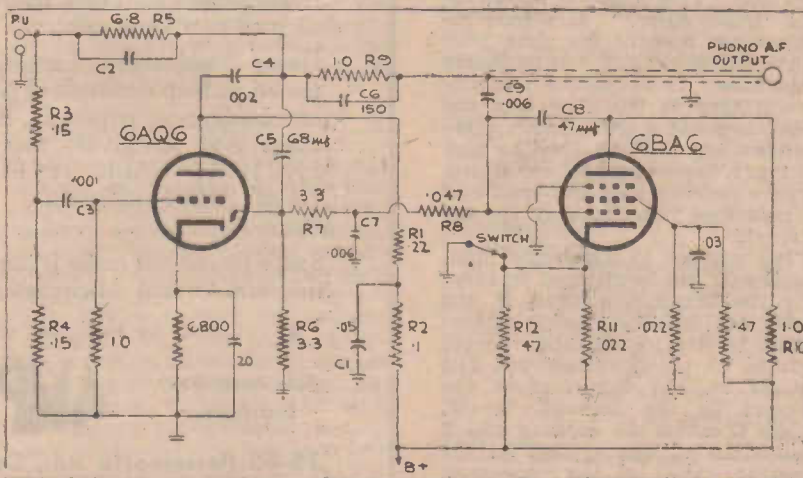 P.U
6.8 R5
C2
C4
.002
1.0 R9
C6
150
PHONO A.F
OUTPUT
C9
.006
C8
47µµf
R3
.15
6AQ6
C5 68µµf
6BA6
.001
C3
3.3
R7
C7
.006
.047
R8
R1
.22
SWITCH
.03
R4
.15
1.0
6800
20
R6
3.3
.05
C1
R2
.1
R12
.47
R11
.022
.022
.47
1.0
R10
B+